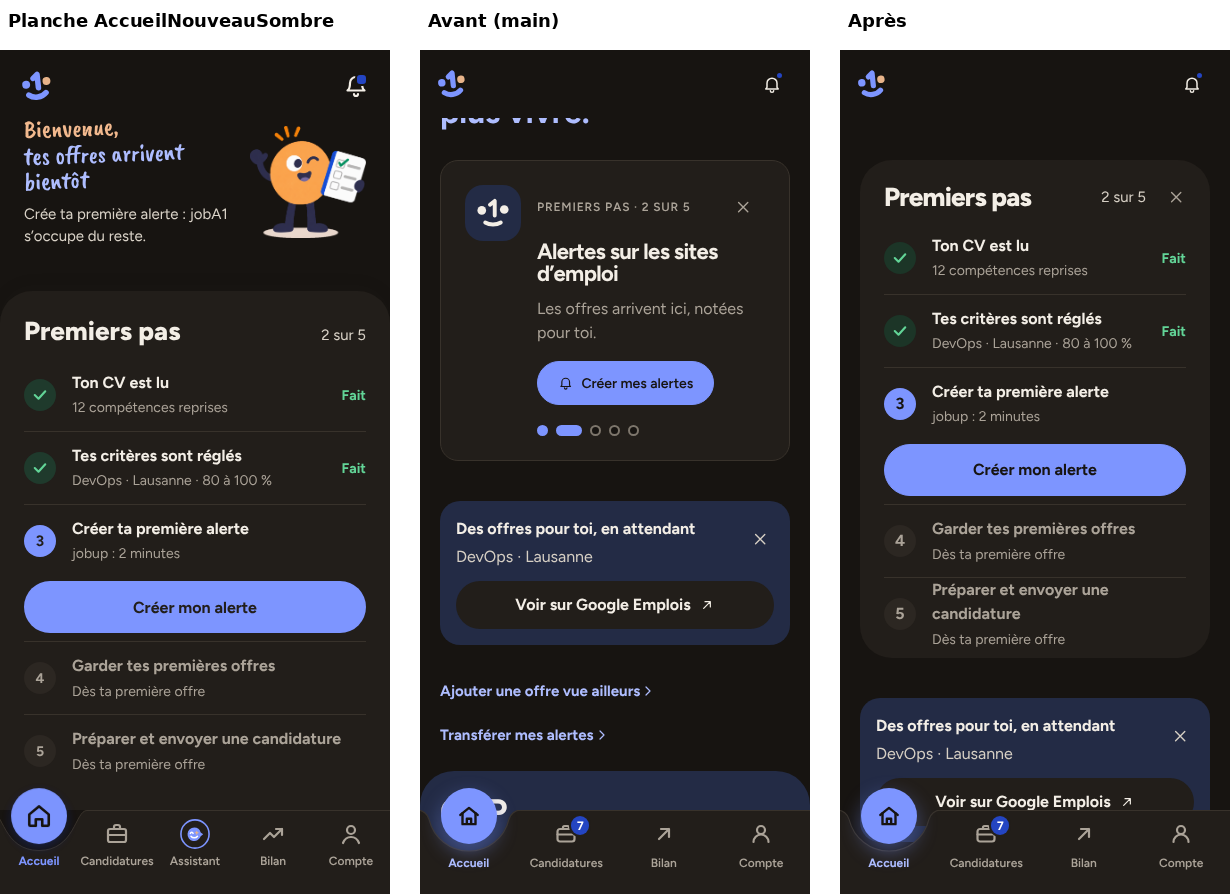 Planche AccueilNouveauSombre
Bienvenue,
tes offres arrivent
bientôt
Crée ta première alerte : jobA1
s’occupe du reste.
Premiers pas
2 sur 5
Ton CV est lu
12 compétences reprises
Fait
Tes critères sont réglés
DevOps · Lausanne · 80 à 100 %
Fait
3
Créer ta première alerte
jobup : 2 minutes
Créer mon alerte
4
Garder tes premières offres
Dès ta première offre
5
Préparer et envoyer une candidature
Dès ta première offre
Accueil
Candidatures
Assistant
Bilan
Compte
Avant (main)
plus vivre.
PREMIERS PAS · 2 SUR 5
Alertes sur les sites
d’emploi
Les offres arrivent ici, notées
pour toi.
Créer mes alertes
Des offres pour toi, en attendant
DevOps · Lausanne
Voir sur Google Emplois
Ajouter une offre vue ailleurs
Transférer mes alertes
Accueil
7
Candidatures
Bilan
Compte
Après
Premiers pas
2 sur 5
Ton CV est lu
12 compétences reprises
Fait
Tes critères sont réglés
DevOps · Lausanne · 80 à 100 %
Fait
3
Créer ta première alerte
jobup : 2 minutes
Créer mon alerte
4
Garder tes premières offres
Dès ta première offre
5
Préparer et envoyer une
candidature
Dès ta première offre
Des offres pour toi, en attendant
DevOps · Lausanne
Voir sur Google Emplois
Accueil
7
Candidatures
Bilan
Compte